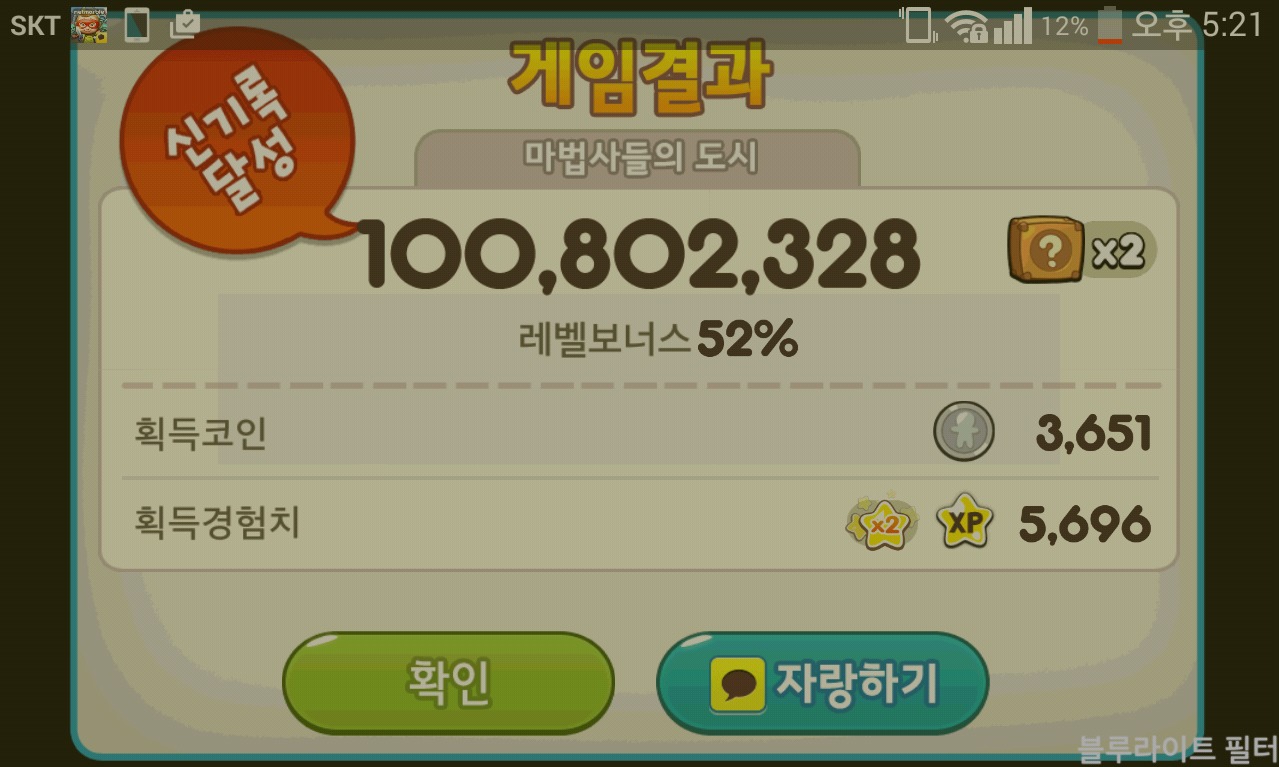 SKT 12% 오후 5:21
게임결과
신기록
달성
마법사들의 도시
100,802,328
? x2
레벨보너스 52%
획득코인 3,651
획득경험치 x2 XP 5,696
확인 자랑하기
블루라이트 필터